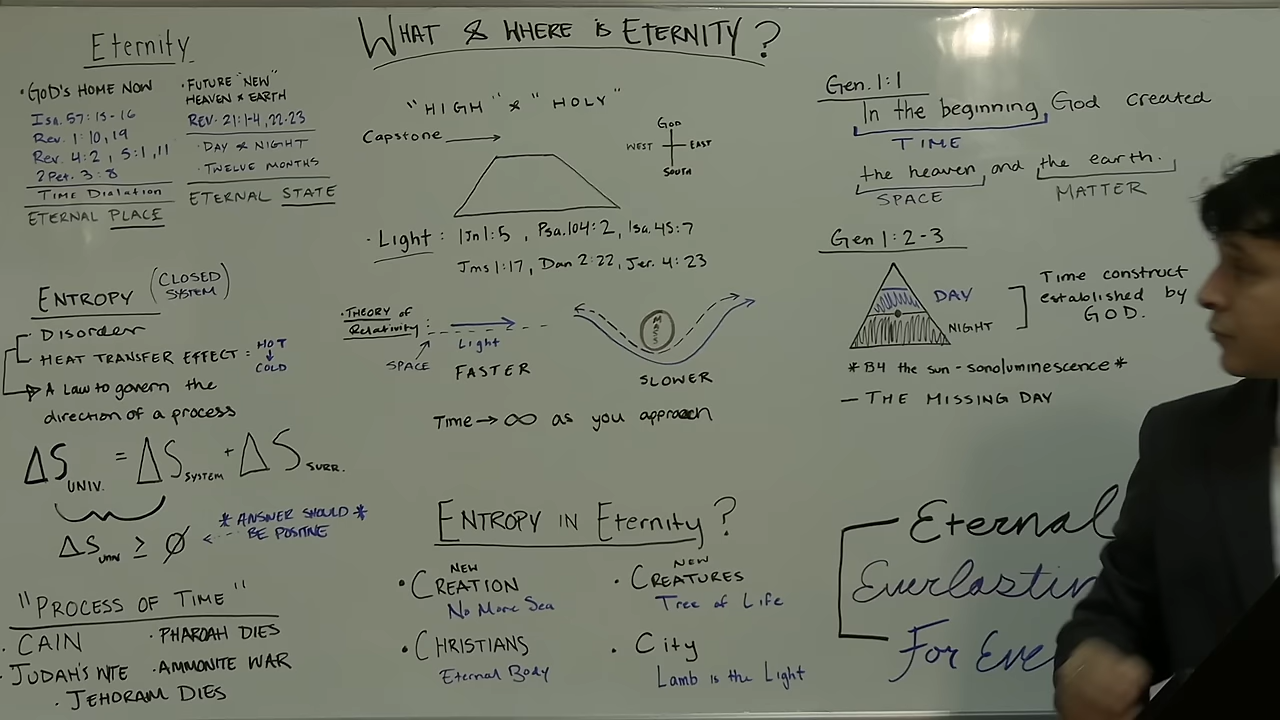 WHAT & WHERE IS ETERNITY?
Eternity
• GOD'S HOME NOW
Isa. 57:15-16
Rev. 1:10,19
Rev. 4:2, 5:1,11
2 Pet. 3:8
TIME DIALATION
ETERNAL PLACE
• FUTURE "NEW"
HEAVEN & EARTH
REV. 21:1-4, 22-23
• DAY & NIGHT
• TWELVE MONTHS
ETERNAL STATE
ENTROPY (CLOSED SYSTEM)
• DISORDER
• HEAT TRANSFER EFFECT: HOT ↓ COLD
A LAW TO govern the
direction of a process
ΔS UNIV. = ΔS SYSTEM + ΔS SURR.
ΔS UNIV ≥ Ø
* ANSWER SHOULD *
BE POSTIVE
"PROCESS OF TIME"
• CAIN
• JUDAH'S WIFE
• JEHORAM DIES
• PHAROAH DIES
• AMMONITE WAR
"HIGH" & "HOLY"
Capstone →
GOD
WEST EAST
SOUTH
• Light: 1Jn 1:5, Psa. 104:2, Isa. 45:7
Jms 1:17, Dan 2:22, Jer. 4:23
• THEORY of
Relativity:
Light
SPACE
FASTER
MASS
SLOWER
Time → ∞ as you approach
ENTROPY IN Eternity?
• NEW CREATION
No More Sea
• NEW CREATURES
Tree of Life
• CHRISTIANS
Eternal Body
• City
Lamb is the Light
Gen. 1:1
In the beginning, God created
TIME
the heaven, and the earth.
SPACE MATTER
Gen 1:2-3
DAY
NIGHT
Time construct
established by
GOD.
* B4 the sun - sonoluminescence *
— THE MISSING DAY
Eternal
Everlastin
For Eve